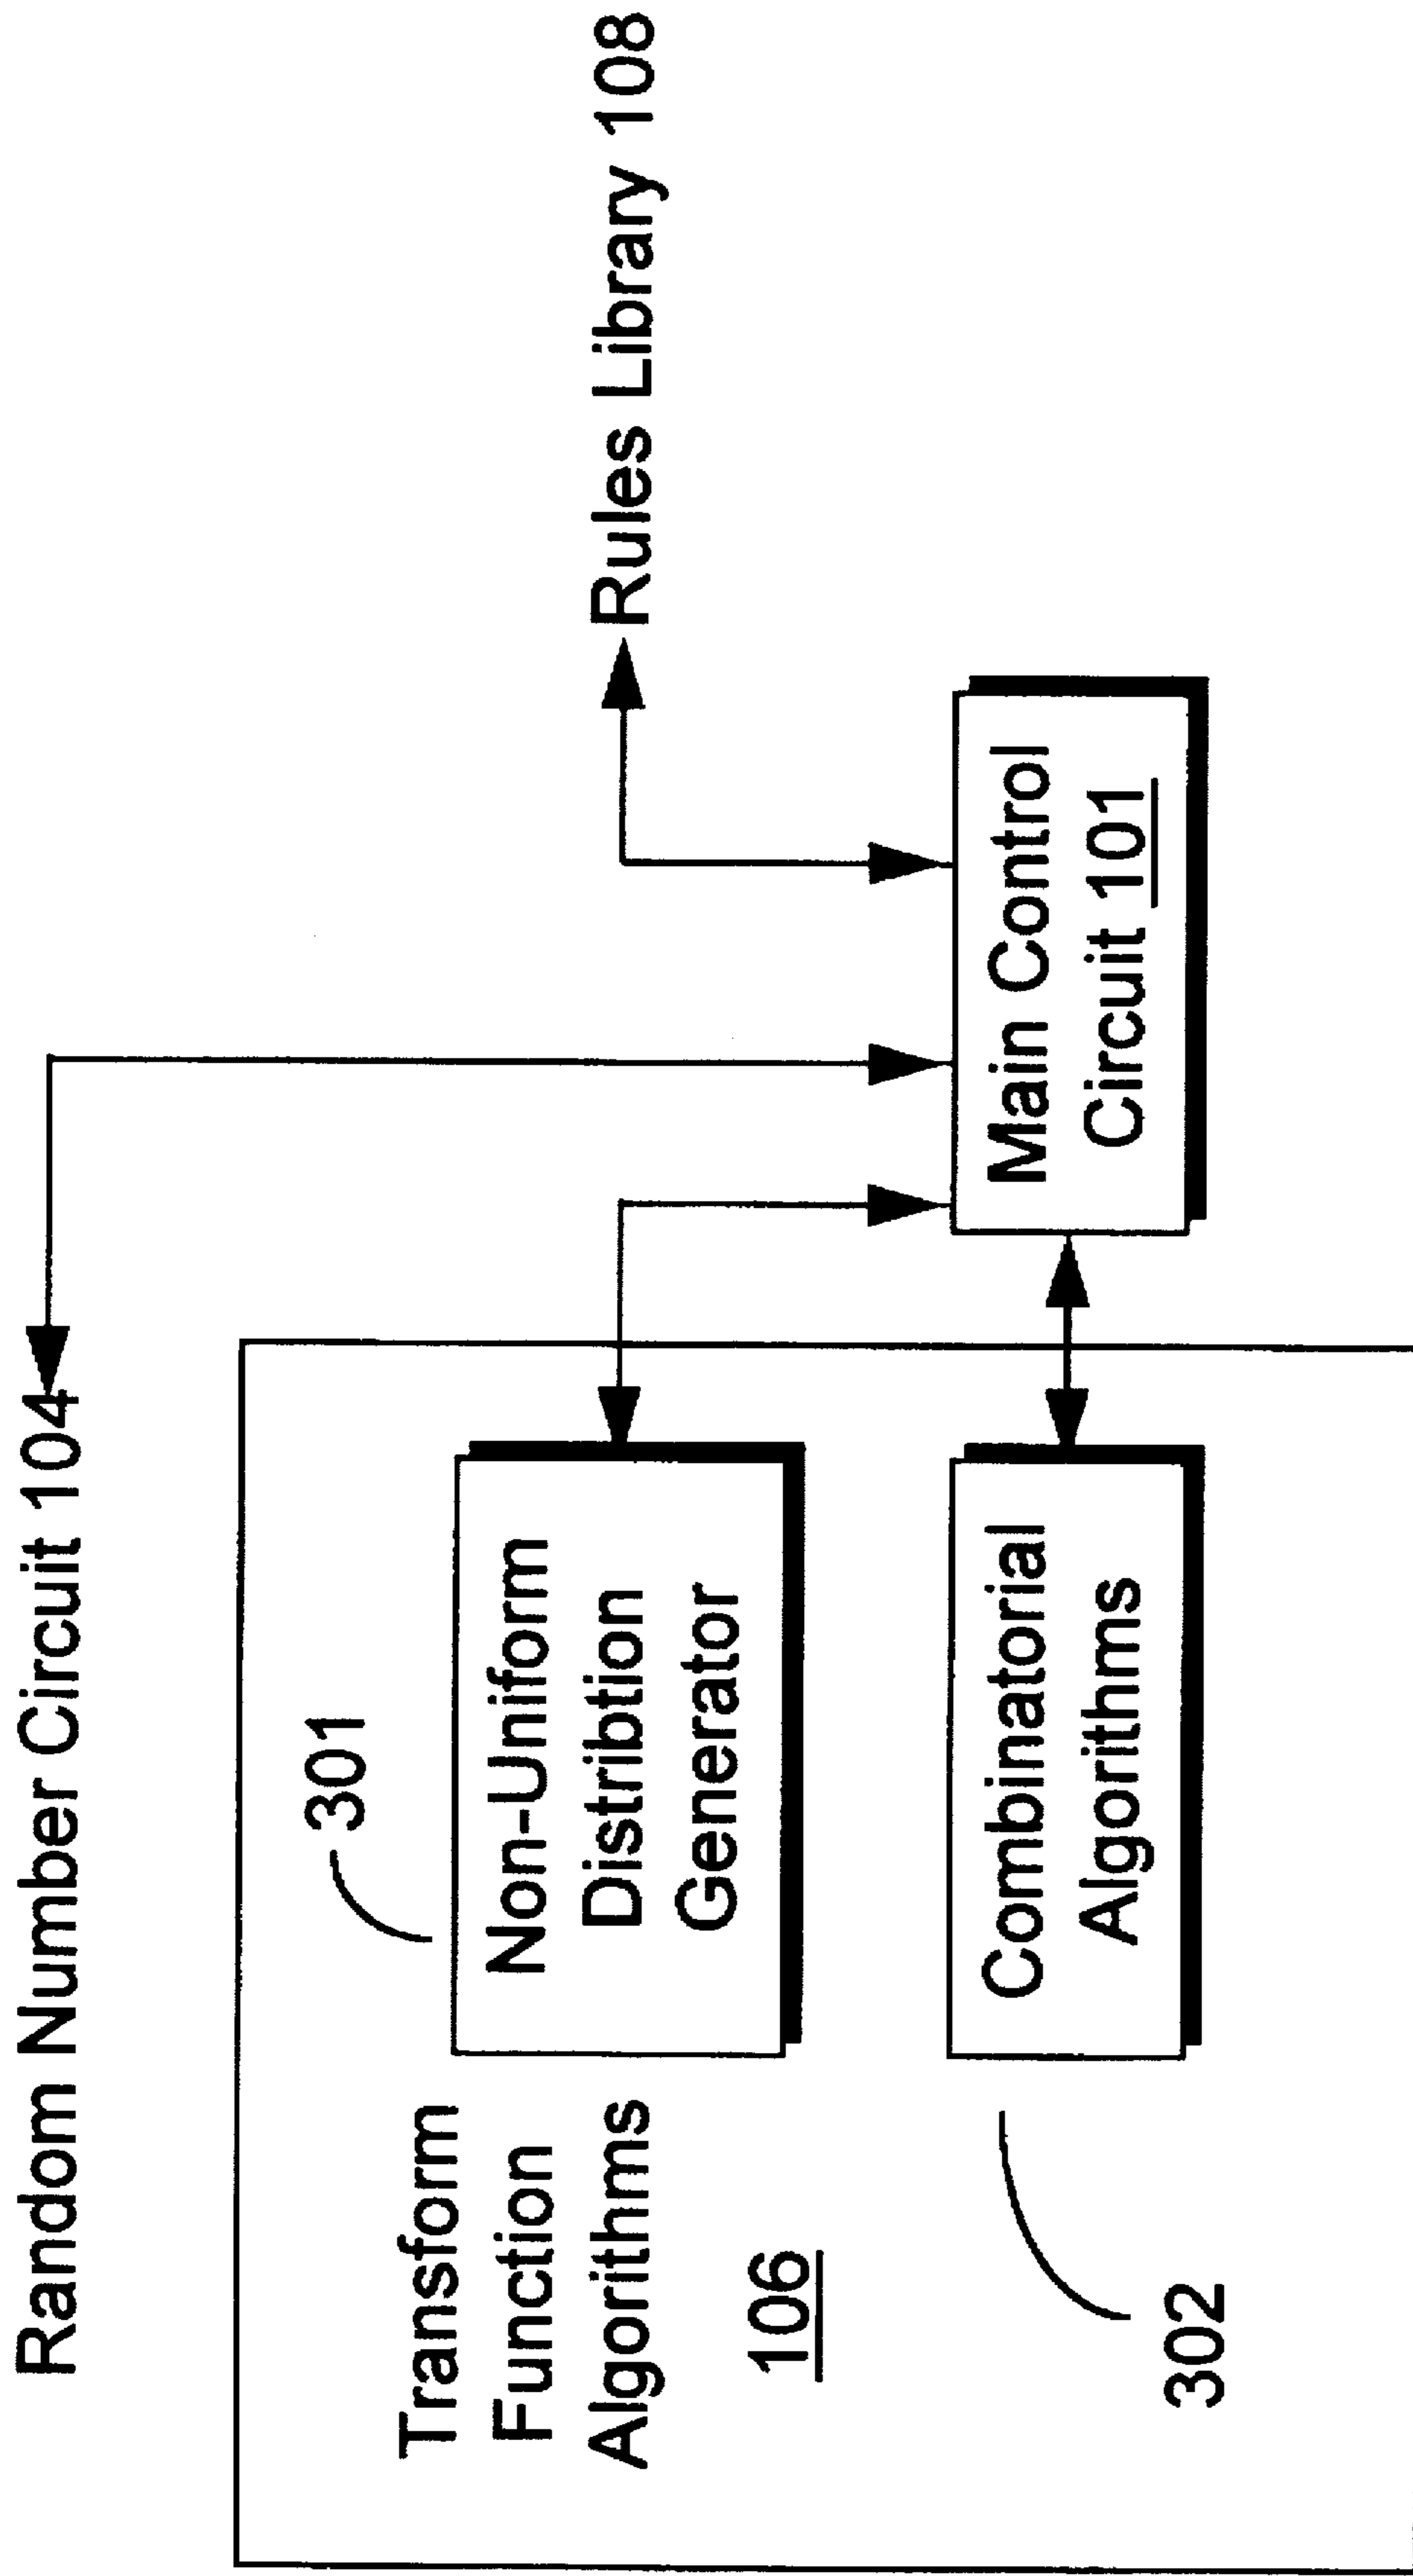 Random Number Circuit 104
Rules Library 108
Transform
Function
Algorithms
106
301
Non-Uniform
Distribtion
Generator
Main Control
Circuit 101
Combinatorial
Algorithms
302